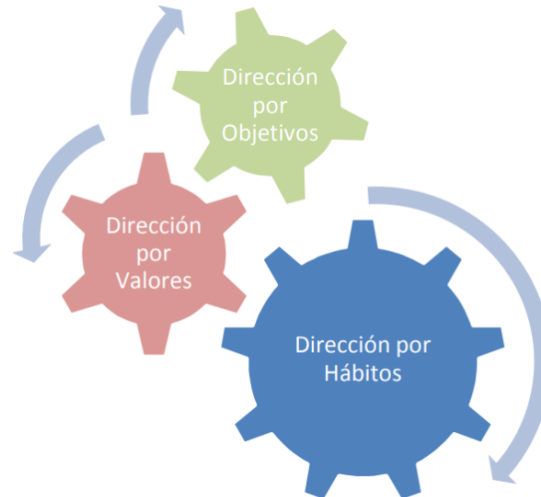 Dirección
por
Objetivos
Dirección
por
Valores
Dirección por
Hábitos